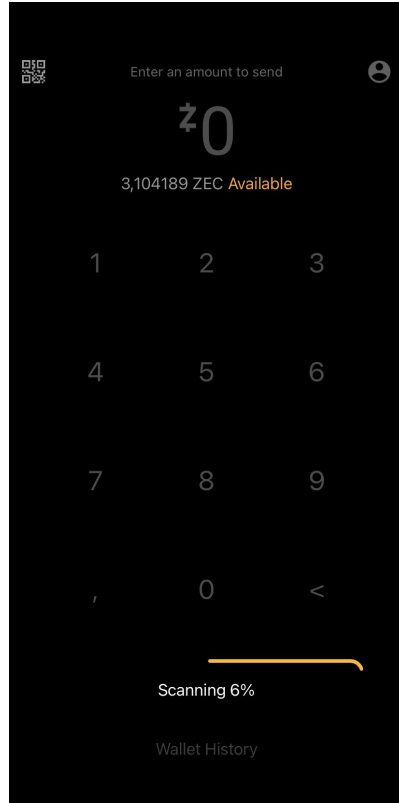 Enter an amount to send
0
3,104189 ZEC Available
1 2 3
4 5 6
7 8 9
, 0 <
Scanning 6%
Wallet History